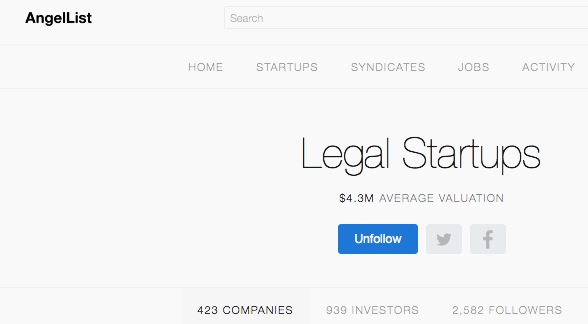 AngelList
Search
HOME STARTUPS SYNDICATES JOBS ACTIVITY
Legal Startups
$4.3M AVERAGE VALUATION
Unfollow
423 COMPANIES 939 INVESTORS 2,582 FOLLOWERS